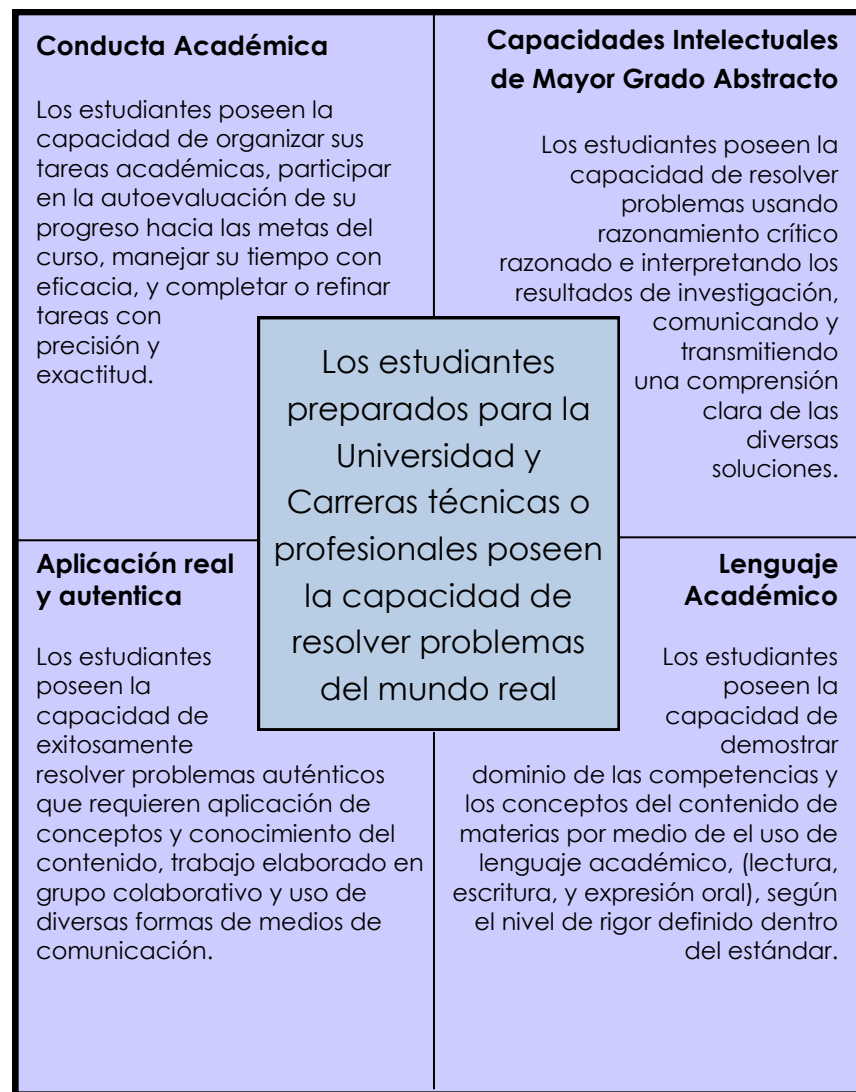 Conducta Académica
Los estudiantes poseen la
capacidad de organizar sus
tareas académicas, participar
en la autoevaluación de su
progreso hacia las metas del
curso, manejar su tiempo con
eficacia, y completar o refinar
tareas con
precisión y
exactitud.
Capacidades Intelectuales
de Mayor Grado Abstracto
Los estudiantes poseen la
capacidad de resolver
problemas usando
razonamiento crítico
razonado e interpretando los
resultados de investigación,
comunicando y
transmitiendo
una comprensión
clara de las
diversas
soluciones.
Los estudiantes
preparados para la
Universidad y
Carreras técnicas o
profesionales poseen
la capacidad de
resolver problemas
del mundo real
Aplicación real
y autentica
Los estudiantes
poseen la
capacidad de
exitosamente
resolver problemas auténticos
que requieren aplicación de
conceptos y conocimiento del
contenido, trabajo elaborado en
grupo colaborativo y uso de
diversas formas de medios de
comunicación.
Lenguaje
Académico
Los estudiantes
poseen la
capacidad de
demostrar
dominio de las competencias y
los conceptos del contenido de
materias por medio de el uso de
lenguaje académico, (lectura,
escritura, y expresión oral), según
el nivel de rigor definido dentro
del estándar.